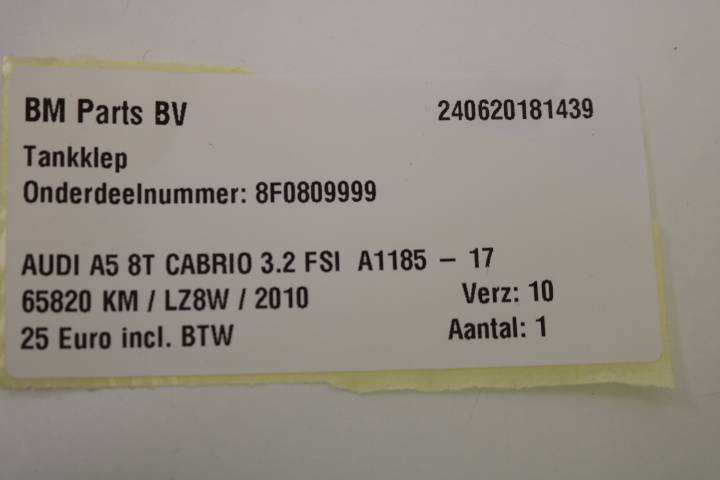 BM Parts BV 240620181439
Tankklep
Onderdeelnummer: 8F0809999
AUDI A5 8T CABRIO 3.2 FSI A1185 – 17
65820 KM / LZ8W / 2010 Verz: 10
25 Euro incl. BTW Aantal: 1